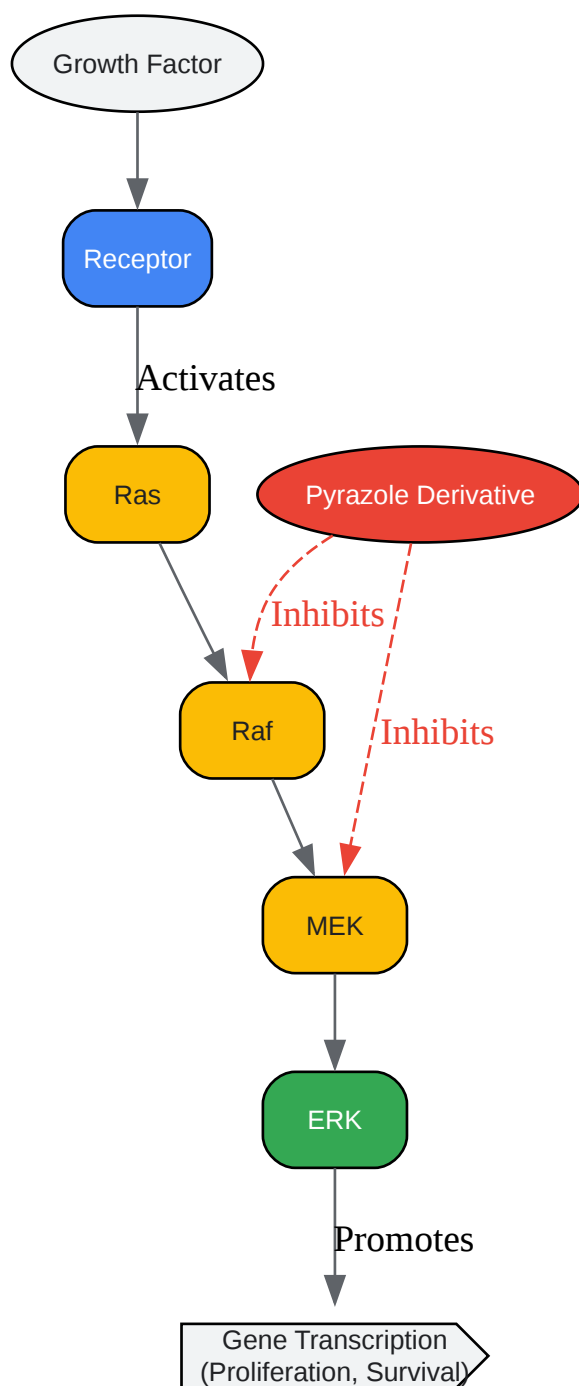 Growth Factor
Receptor
Activates
Ras
Pyrazole Derivative
Inhibits
Raf
Inhibits
MEK
ERK
Promotes
Gene Transcription
(Proliferation, Survival)